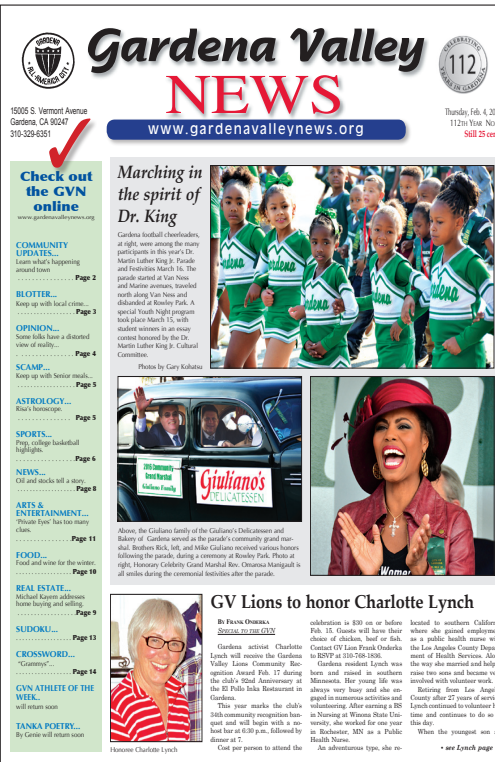 GARDENA
ALL-AMERICA CITY
Gardena Valley
NEWS
www.gardenavalleynews.org
CELEBRATING
112
YEARS IN GARDENA
15005 S. Vermont Avenue
Gardena, CA 90247
310-329-6351
Thursday, Feb. 4, 20
112TH YEAR NO
Still 25 cen
Check out
the GVN
online
www.gardenavalleynews.org
COMMUNITY
UPDATES...
Learn what's happening
around town
Page 2
BLOTTER...
Keep up with local crime...
Page 3
OPINION...
Some folks have a distorted
view of reality...
Page 4
SCAMP...
Keep up with Senior meals...
Page 5
ASTROLOGY...
Risa's horoscope.
Page 5
SPORTS...
Prep, college basketball
highlights.
Page 6
NEWS...
Oil and stocks tell a story.
Page 8
ARTS &
ENTERTAINMENT...
'Private Eyes' has too many
clues.
Page 11
FOOD...
Food and wine for the winter.
Page 10
REAL ESTATE...
Michael Kayem addresses
home buying and selling.
Page 9
SUDOKU...
Page 13
CROSSWORD...
"Grammys"...
Page 14
GVN ATHLETE OF THE
WEEK..
will return soon
TANKA POETRY...
By Genie will return soon
Marching in
the spirit of
Dr. King
Gardena football cheerleaders,
at right, were among the many
participants in this year's Dr.
Martin Luther King Jr. Parade
and Festivities March 16. The
parade started at Van Ness
and Marine avenues, traveled
north along Van Ness and
disbanded at Rowley Park. A
special Youth Night program
took place March 15, with
student winners in an essay
contest honored by the Dr.
Martin Luther King Jr. Cultural
Committee.
Photos by Gary Kohatsu
Gardena
2016 Community
Grand Marshal
Giuliano Family
Giuliano's
DELICATESSEN
Women
Above, the Giuliano family of the Giuliano's Delicatessen and
Bakery of Gardena served as the parade's community grand mar-
shal. Brothers Rick, left, and Mike Giuliano received various honors
following the parade, during a ceremony at Rowley Park. Photo at
right, Honorary Celebrity Grand Marshal Rev. Omarosa Manigault is
all smiles during the ceremonial festivities after the parade.
Honoree Charlotte Lynch
GV Lions to honor Charlotte Lynch
BY FRANK ONDERKA
SPECIAL TO THE GVN
Gardena activist Charlotte
Lynch will receive the Gardena
Valley Lions Community Rec-
ognition Award Feb. 17 during
the club's 92nd Anniversary at
the El Pollo Inka Restaurant in
Gardena.
This year marks the club's
34th community recognition ban-
quet and will begin with a no-
host bar at 6:30 p.m., followed by
dinner at 7.
Cost per person to attend the
celebration is $30 on or before
Feb. 15. Guests will have their
choice of chicken, beef or fish.
Contact GV Lion Frank Onderka
to RSVP at 310-768-1836.
Gardena resident Lynch was
born and raised in southern
Minnesota. Her young life was
always very busy and she en-
gaged in numerous activities and
volunteering. After earning a BS
in Nursing at Winona State Uni-
versity, she worked for one year
in Rochester, MN as a Public
Health Nurse.
An adventurous type, she re-
located to southern Californ
where she gained employme
as a public health nurse wi
the Los Angeles County Depa
ment of Health Services. Alo
the way she married and help
raise two sons and became ve
involved with volunteer work.
Retiring from Los Angel
County after 27 years of servi
Lynch continued to volunteer h
time and continues to do so
this day.
When the youngest son
• see Lynch page